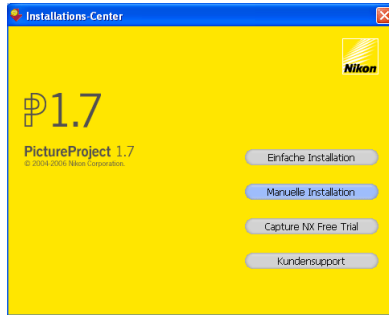 Installations-Center
Nikon
P1.7
PictureProject 1.7
© 2004-2006 Nikon Corporation.
Einfache Installation
Manuelle Installation
Capture NX Free Trial
Kundensupport